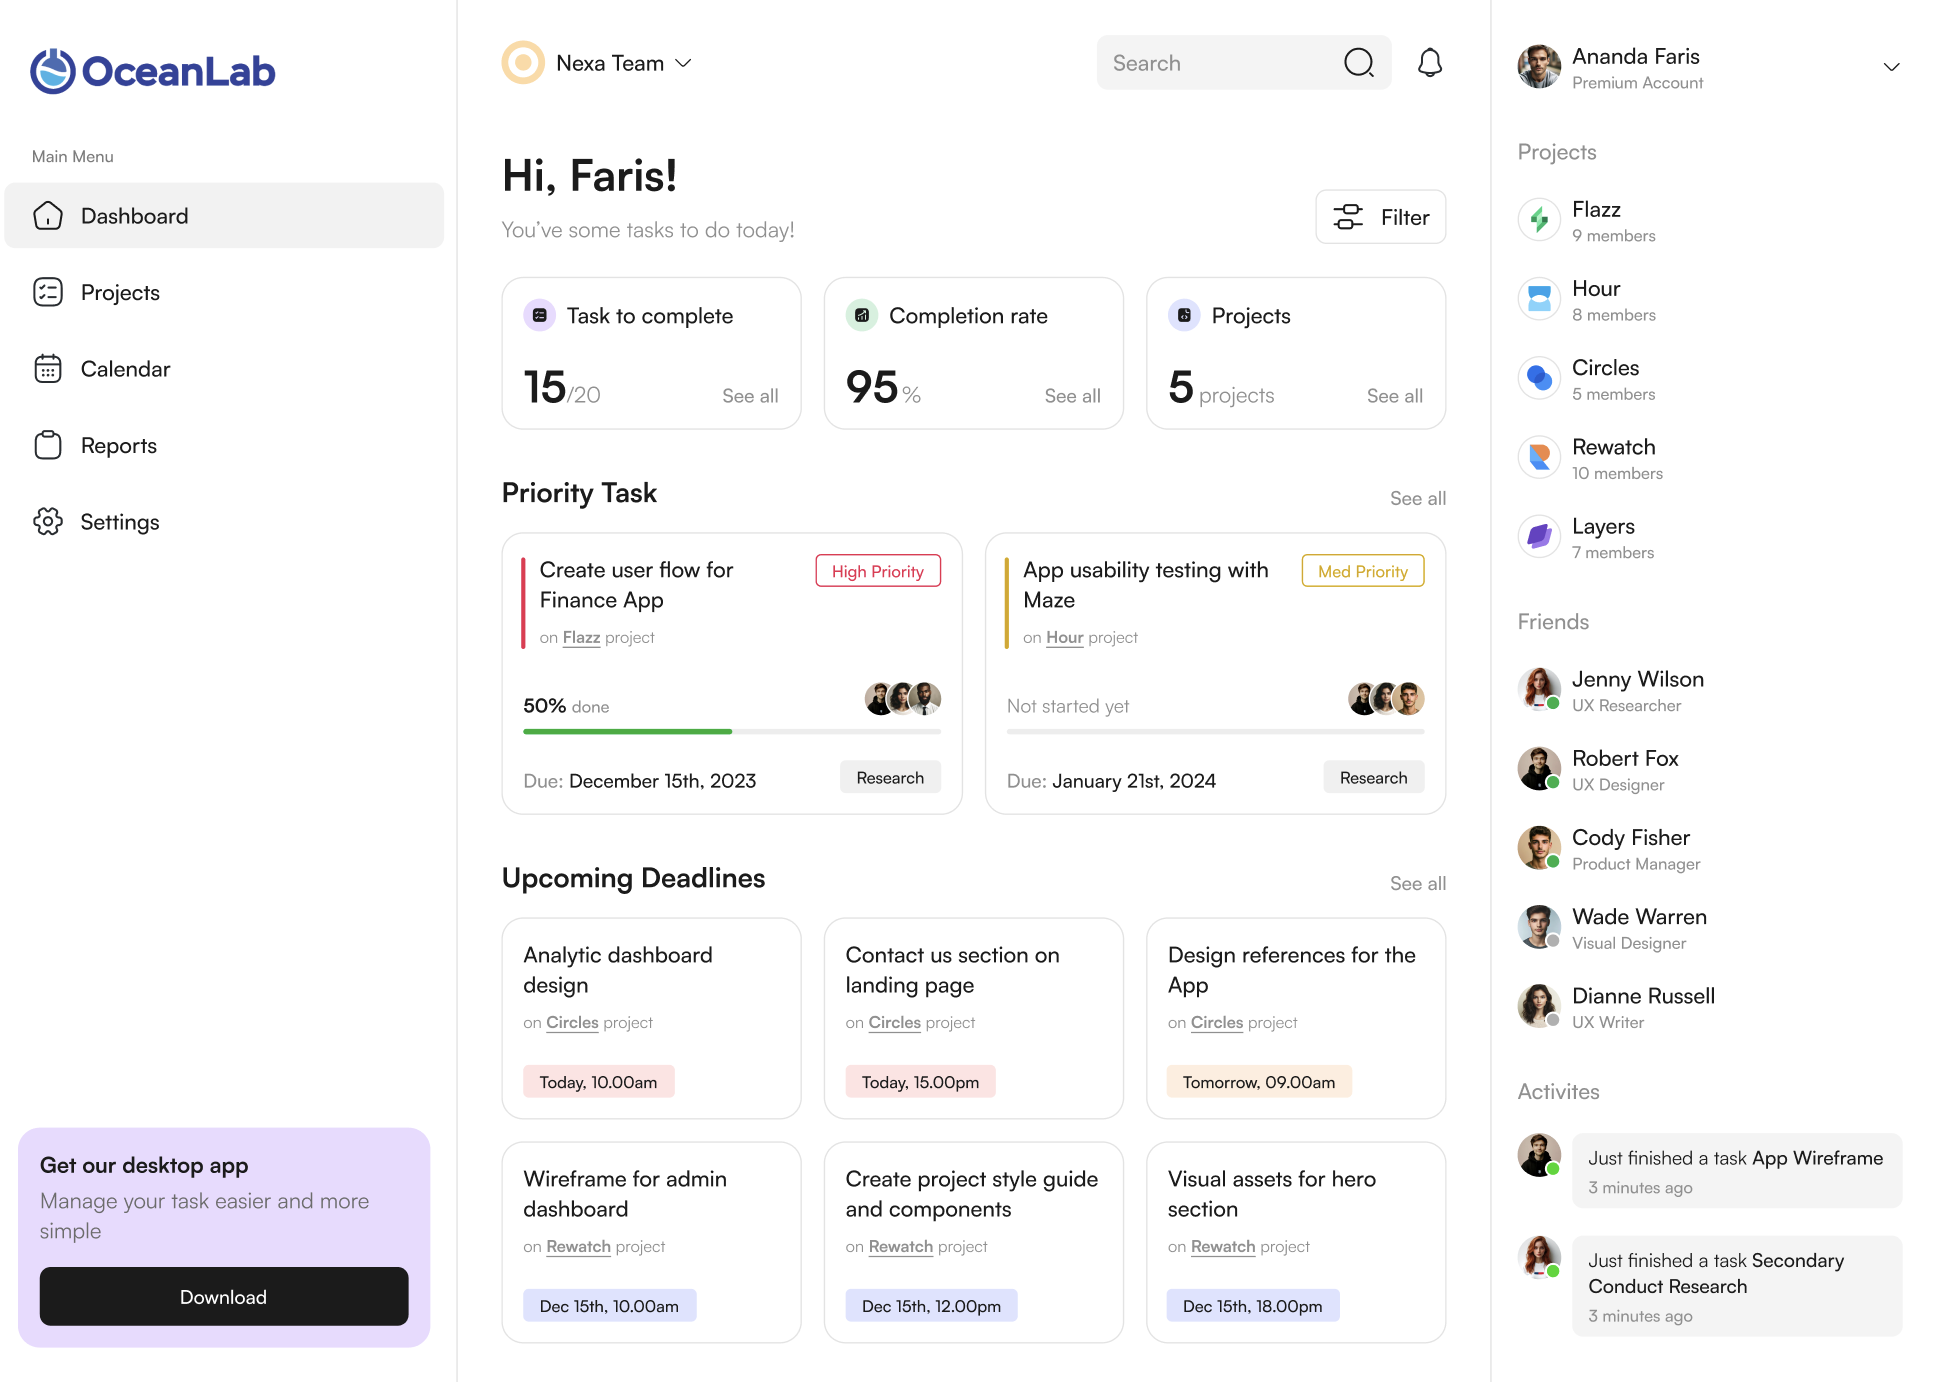 OceanLab
Main Menu
Dashboard
Projects
Calendar
Reports
Settings
Get our desktop app
Manage your task easier and more
simple
Download
Nexa Team
Search
Hi, Faris!
You've some tasks to do today!
Filter
Task to complete
15/20
See all
Completion rate
95 %
See all
Projects
5 projects
See all
Priority Task
See all
Create user flow for
Finance App
High Priority
on Flazz project
50% done
Due: December 15th, 2023
Research
App usability testing with
Maze
Med Priority
on Hour project
Not started yet
Due: January 21st, 2024
Research
Upcoming Deadlines
See all
Analytic dashboard
design
on Circles project
Today, 10.00am
Contact us section on
landing page
on Circles project
Today, 15.00pm
Design references for the
App
on Circles project
Tomorrow, 09.00am
Wireframe for admin
dashboard
on Rewatch project
Dec 15th, 10.00am
Create project style guide
and components
on Rewatch project
Dec 15th, 12.00pm
Visual assets for hero
section
on Rewatch project
Dec 15th, 18.00pm
Ananda Faris
Premium Account
Projects
Flazz
9 members
Hour
8 members
Circles
5 members
Rewatch
10 members
Layers
7 members
Friends
Jenny Wilson
UX Researcher
Robert Fox
UX Designer
Cody Fisher
Product Manager
Wade Warren
Visual Designer
Dianne Russell
UX Writer
Activites
Just finished a task App Wireframe
3 minutes ago
Just finished a task Secondary
Conduct Research
3 minutes ago